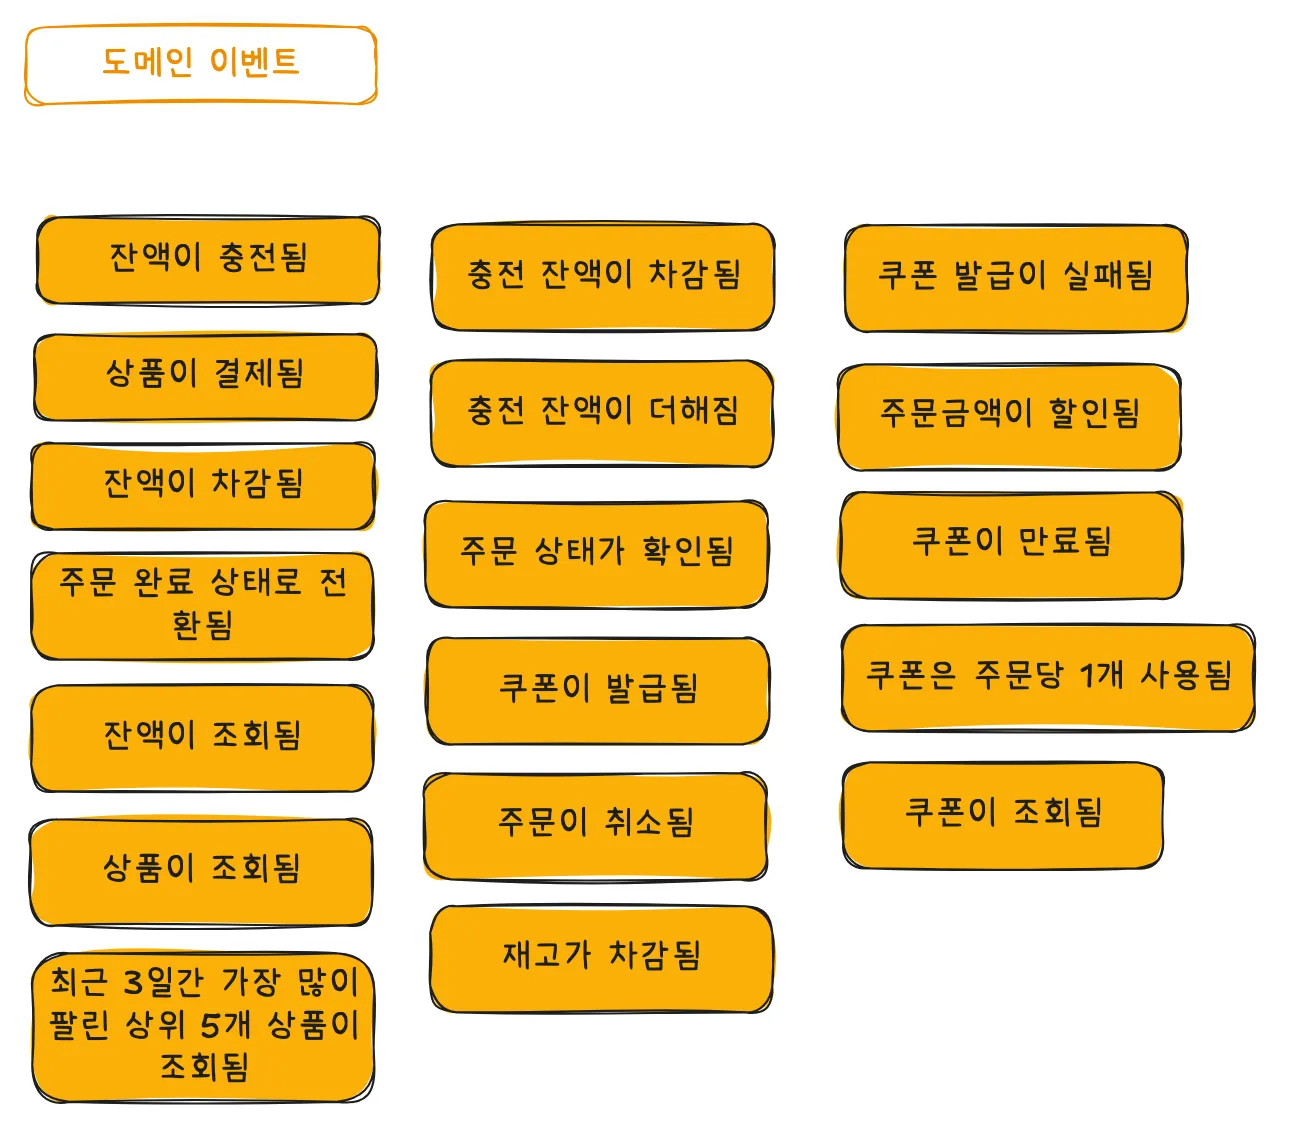 도메인 이벤트
잔액이 충전됨
상품이 결제됨
잔액이 차감됨
주문 완료 상태로 전
환됨
잔액이 조회됨
상품이 조회됨
최근 3일간 가장 많이
팔린 상위 5개 상품이
조회됨
충전 잔액이 차감됨
충전 잔액이 더해짐
주문 상태가 확인됨
쿠폰이 발급됨
주문이 취소됨
재고가 차감됨
쿠폰 발급이 실패됨
주문금액이 할인됨
쿠폰이 만료됨
쿠폰은 주문당 1개 사용됨
쿠폰이 조회됨